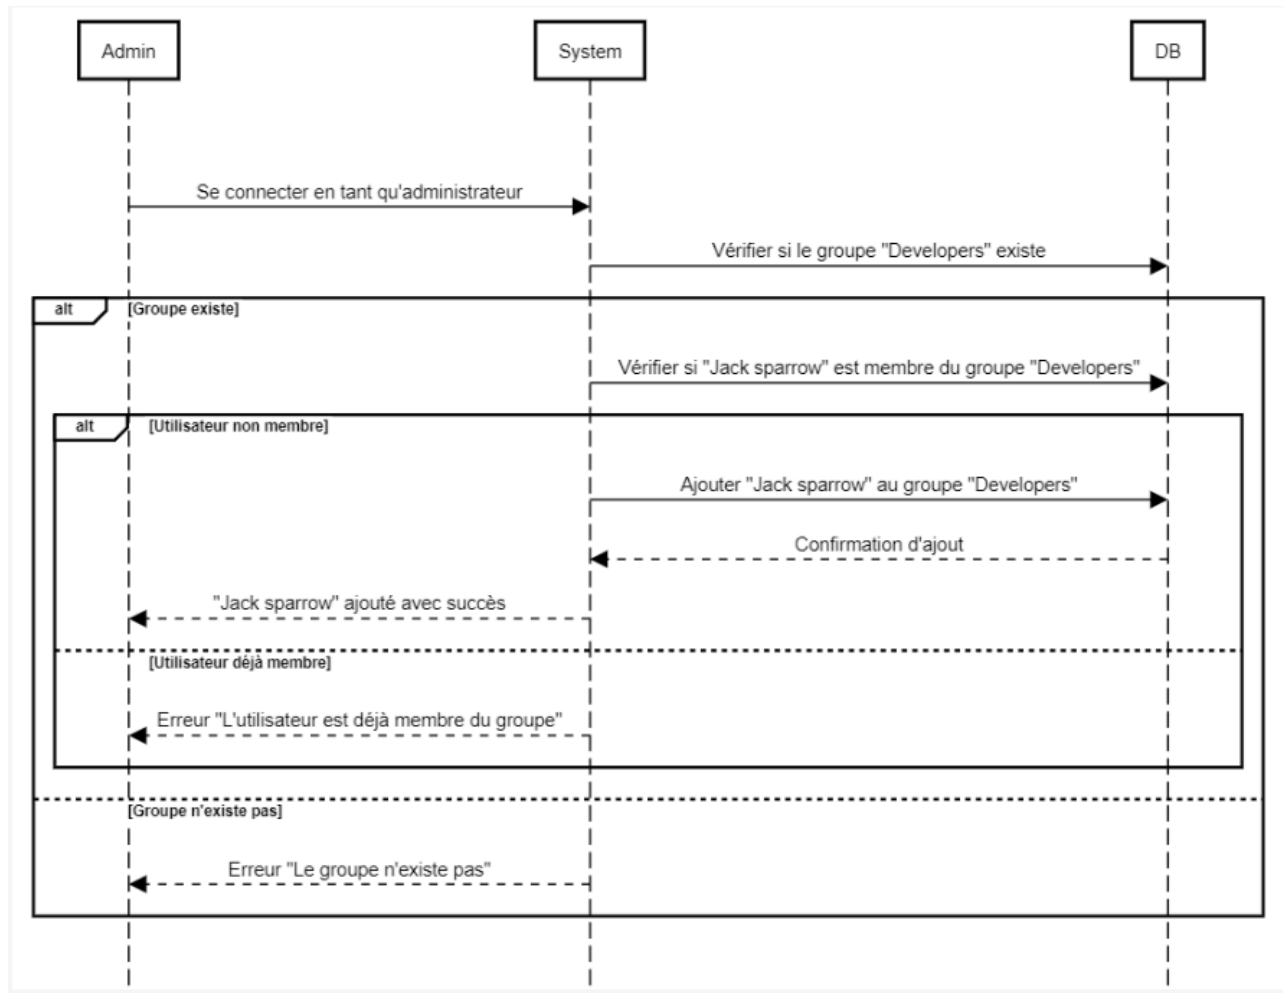 Admin
System
DB
Se connecter en tant qu'administrateur
Vérifier si le groupe "Developers" existe
alt
[Groupe existe]
Vérifier si "Jack sparrow" est membre du groupe "Developers"
alt
[Utilisateur non membre]
Ajouter "Jack sparrow" au groupe "Developers"
Confirmation d'ajout
"Jack sparrow" ajouté avec succès
[Utilisateur déjà membre]
Erreur "L'utilisateur est déjà membre du groupe"
[Groupe n'existe pas]
Erreur "Le groupe n'existe pas"